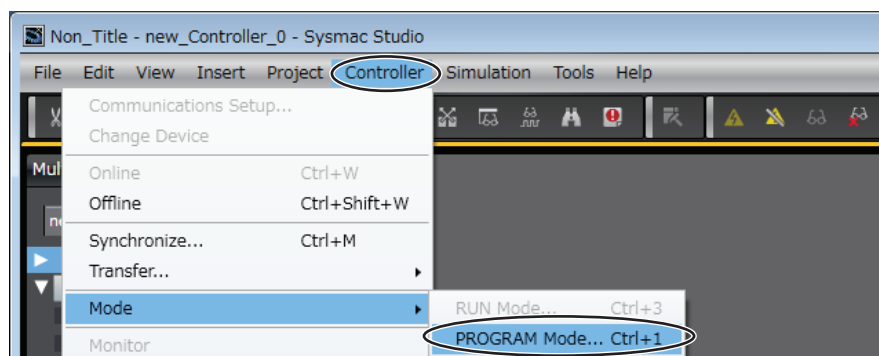 Non_Title - new_Controller_0 - Sysmac Studio
File Edit View Insert Project Controller Simulation Tools Help
Communications Setup...
Change Device
Mul
Online Ctrl+W
Offline Ctrl+Shift+W
Synchronize... Ctrl+M
Transfer...
Mode
RUN Mode... Ctrl+3
PROGRAM Mode... Ctrl+1
Monitor